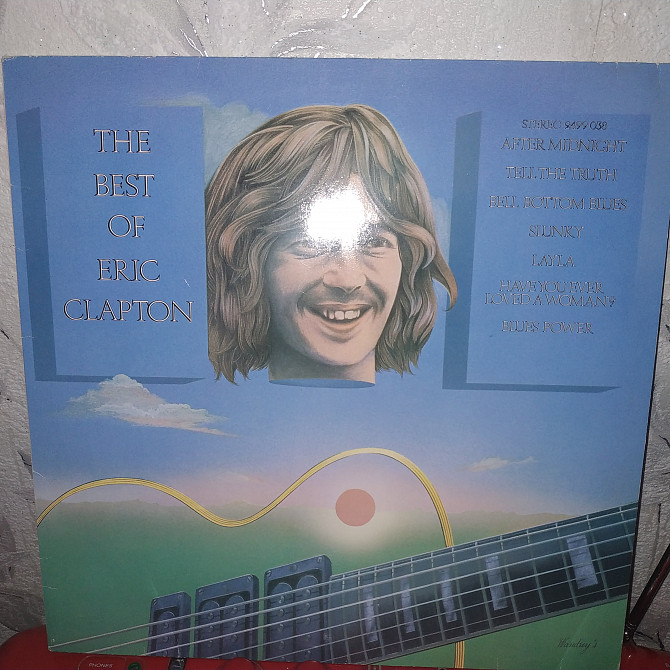 THE
BEST
OF
ERIC
CLAPTON
STEREO 9499 038
AFTER MIDNIGHT
TELL THE TRUTH
BELL BOTTOM BLUES
SLUNKY
LAYLA
HAVE YOU EVER
LOVED A WOMAN?
BLUES POWER
PHONES